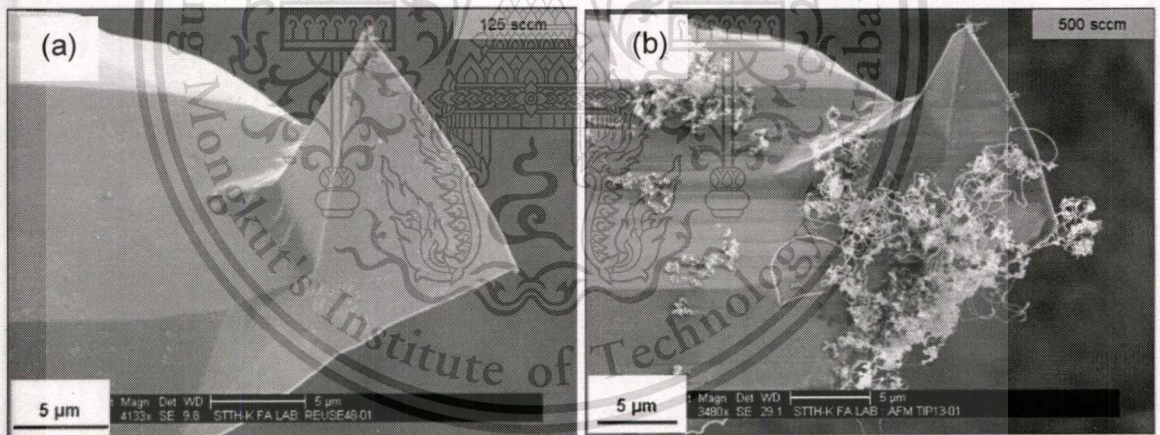 (a)
125 sccm
5 µm
Magn Det WD 5 µm
4133x SE 9.8 STTH-K FA LAB REUSE48-01
(b)
500 sccm
5 µm
Magn Det WD 5 µm
3480x SE 29.1 STTH-K FA LAB : AFM TIP13-01
Mongkut's Institute of Technology